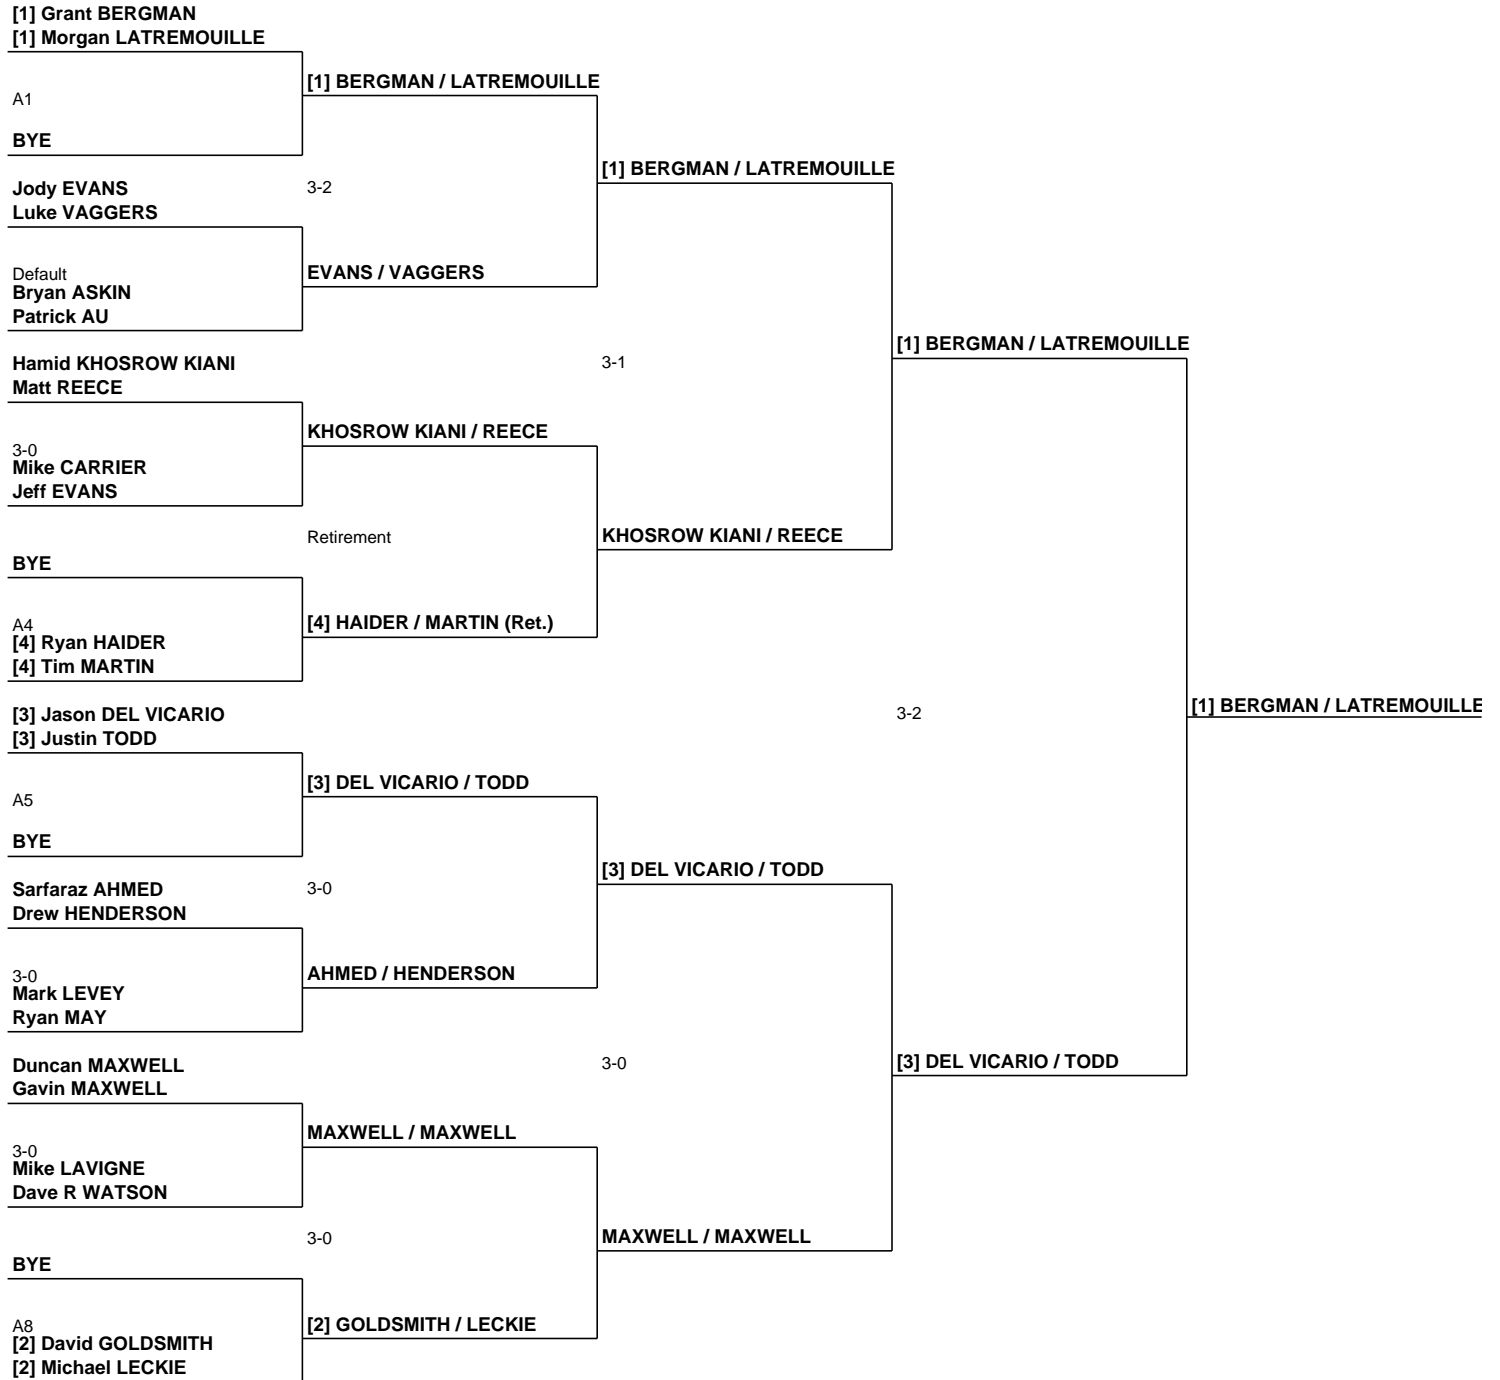 [1] Grant BERGMAN
[1] Morgan LATREMOUILLE
A1
BYE
Jody EVANS
Luke VAGGERS
Default
Bryan ASKIN
Patrick AU
Hamid KHOSROW KIANI
Matt REECE
3-0
Mike CARRIER
Jeff EVANS
BYE
A4
[4] Ryan HAIDER
[4] Tim MARTIN
[3] Jason DEL VICARIO
[3] Justin TODD
A5
BYE
Sarfaraz AHMED
Drew HENDERSON
3-0
Mark LEVEY
Ryan MAY
Duncan MAXWELL
Gavin MAXWELL
3-0
Mike LAVIGNE
Dave R WATSON
BYE
A8
[2] David GOLDSMITH
[2] Michael LECKIE
[1] BERGMAN / LATREMOUILLE
3-2
EVANS / VAGGERS
KHOSROW KIANI / REECE
Retirement
[4] HAIDER / MARTIN (Ret.)
[3] DEL VICARIO / TODD
3-0
AHMED / HENDERSON
MAXWELL / MAXWELL
3-0
[2] GOLDSMITH / LECKIE
[1] BERGMAN / LATREMOUILLE
3-1
KHOSROW KIANI / REECE
[3] DEL VICARIO / TODD
3-0
MAXWELL / MAXWELL
[1] BERGMAN / LATREMOUILLE
3-2
[3] DEL VICARIO / TODD
[1] BERGMAN / LATREMOUILLE